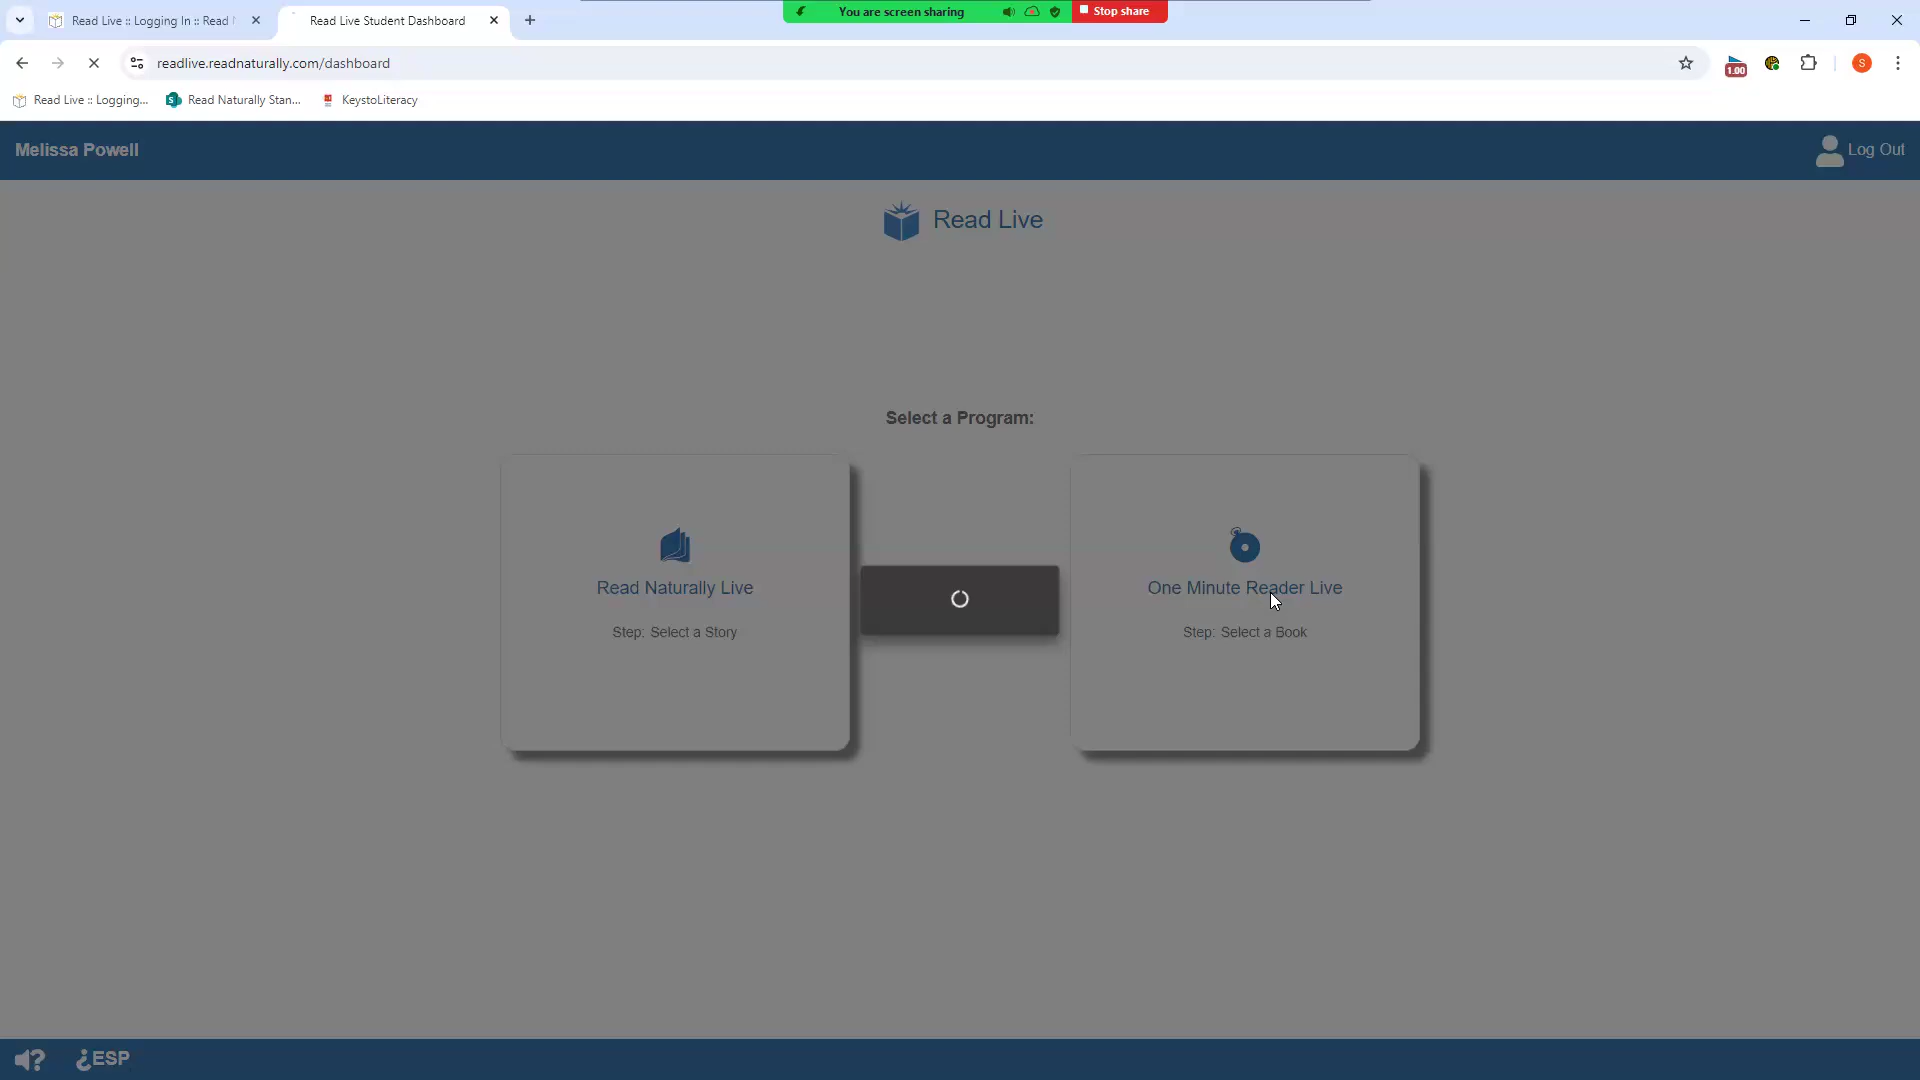 Read Live :: Logging In :: Read
Read Live Student Dashboard
You are screen sharing
Stop share
readlive.readnaturally.com/dashboard
1.00
S
Read Live :: Logging...
S
Read Naturally Stan...
KeystoLiteracy
Melissa Powell
Log Out
Read Live
Select a Program:
Read Naturally Live
One Minute Reader Live
Step: Select a Story
Step: Select a Book
?
¿ESP